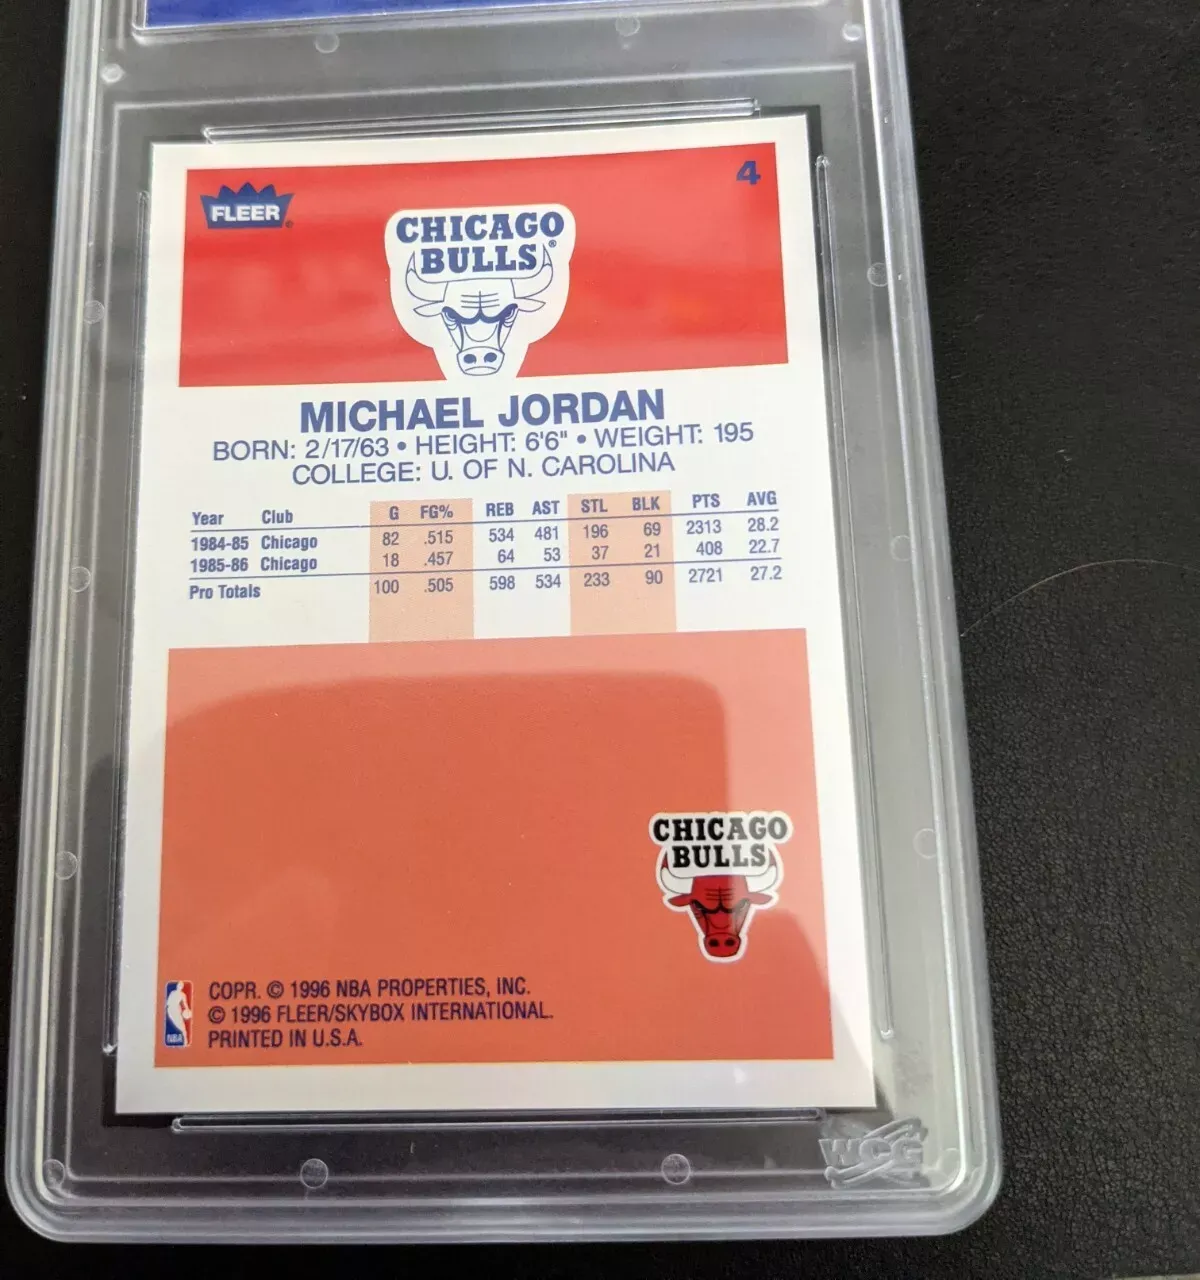 FLEER®
4
CHICAGO
BULLS®
MICHAEL JORDAN
BORN: 2/17/63 • HEIGHT: 6'6" • WEIGHT: 195
COLLEGE: U. OF N. CAROLINA
Year Club G FG% REB AST STL BLK PTS AVG
1984-85 Chicago 82 .515 534 481 196 69 2313 28.2
1985-86 Chicago 18 .457 64 53 37 21 408 22.7
Pro Totals 100 .505 598 534 233 90 2721 27.2
CHICAGO
BULLS
NBA
COPR. © 1996 NBA PROPERTIES, INC.
© 1996 FLEER/SKYBOX INTERNATIONAL.
PRINTED IN U.S.A.
WCG